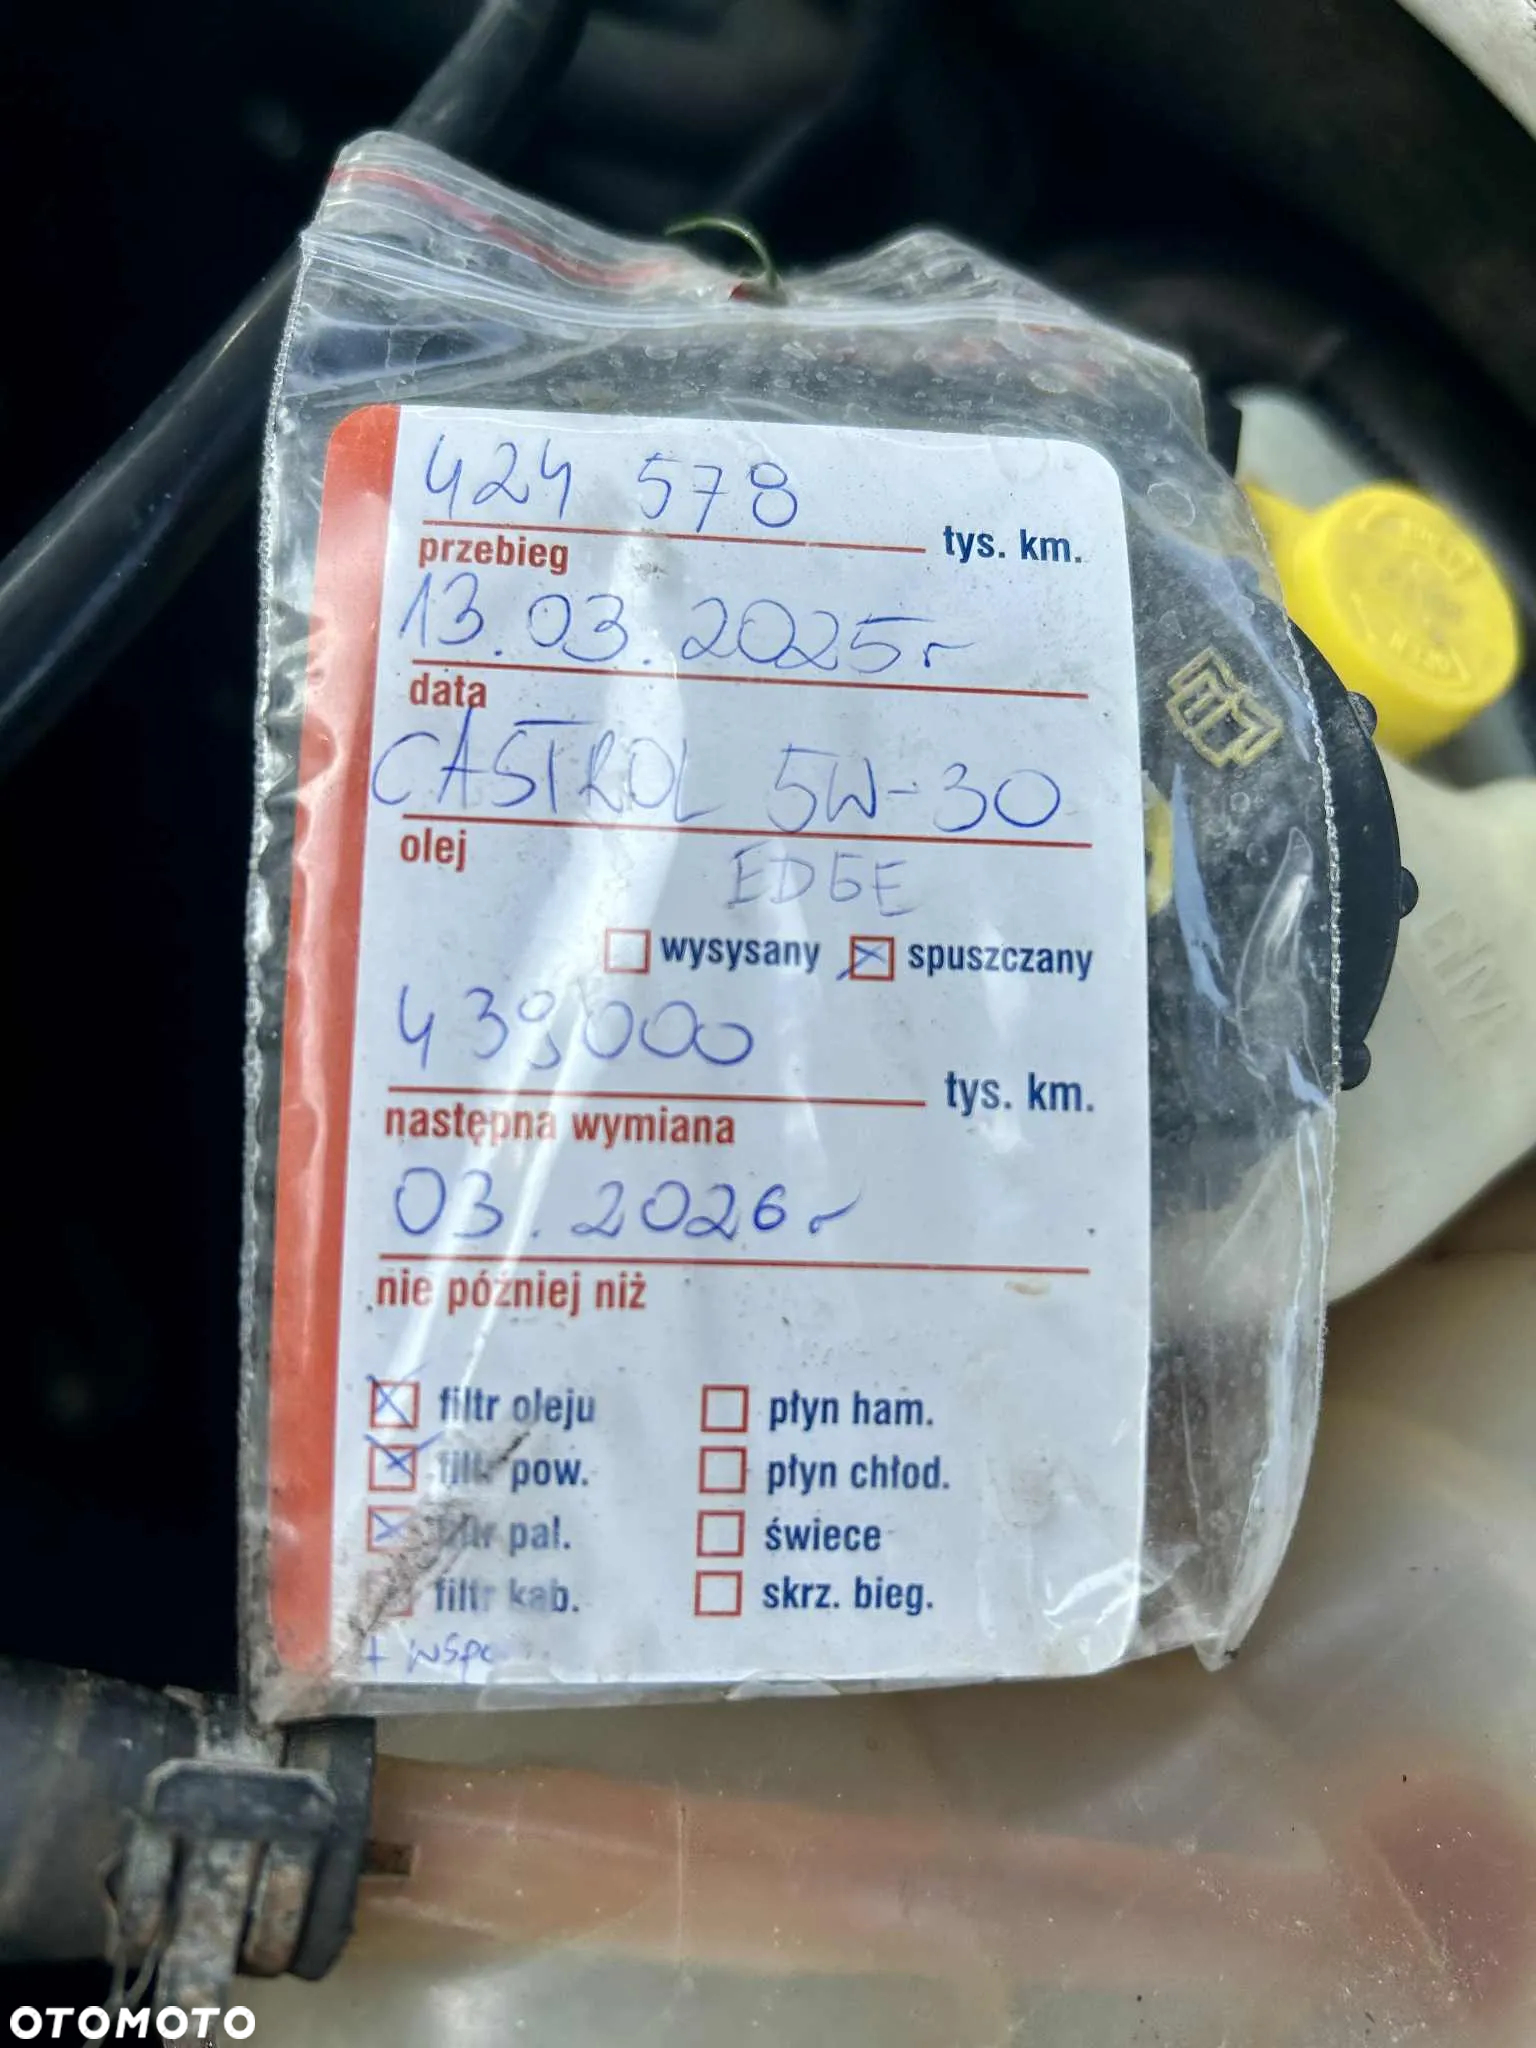 424 578
tys. km.
przebieg
13.03.2025r
data
CASTROL 5W-30
olej
EDGE
wysysany spuszczany
439000
tys. km.
następna wymiana
03.2026r
nie później niż
filtr oleju płyn ham.
filtr pow. płyn chłod.
filtr pal. świece
filtr kab. skrz. bieg.
OTOMOTO